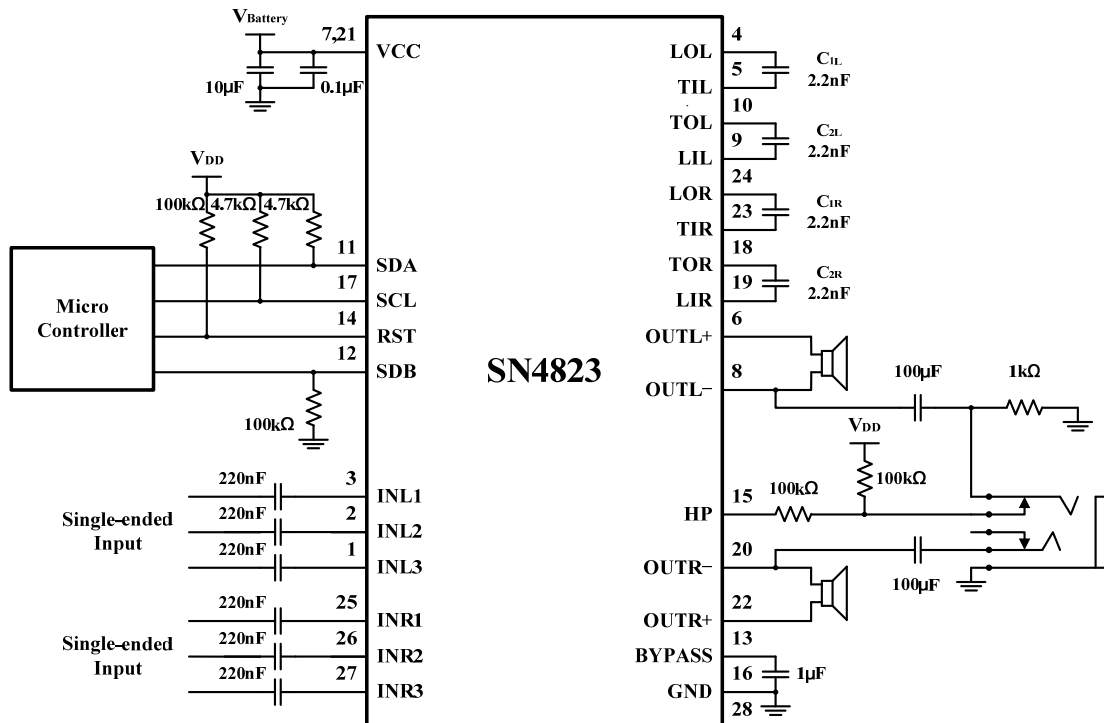 VBattery
7,21
VCC
10µF
0.1µF
VDD
100kΩ 4.7kΩ 4.7kΩ
Micro
Controller
11
SDA
17
SCL
14
RST
12
SDB
100kΩ
220nF
3
INL1
Single-ended
Input
220nF
2
INL2
220nF
1
INL3
220nF
25
INR1
Single-ended
Input
220nF
26
INR2
220nF
27
INR3
SN4823
4
LOL
5
TIL
C1L
2.2nF
10
TOL
9
LIL
C2L
2.2nF
24
LOR
23
TIR
C1R
2.2nF
18
TOR
19
LIR
C2R
2.2nF
6
OUTL+
8
OUTL−
100µF
1kΩ
VDD
100kΩ
15
HP
100kΩ
20
OUTR−
100µF
22
OUTR+
13
BYPASS
16
GND
1µF
28